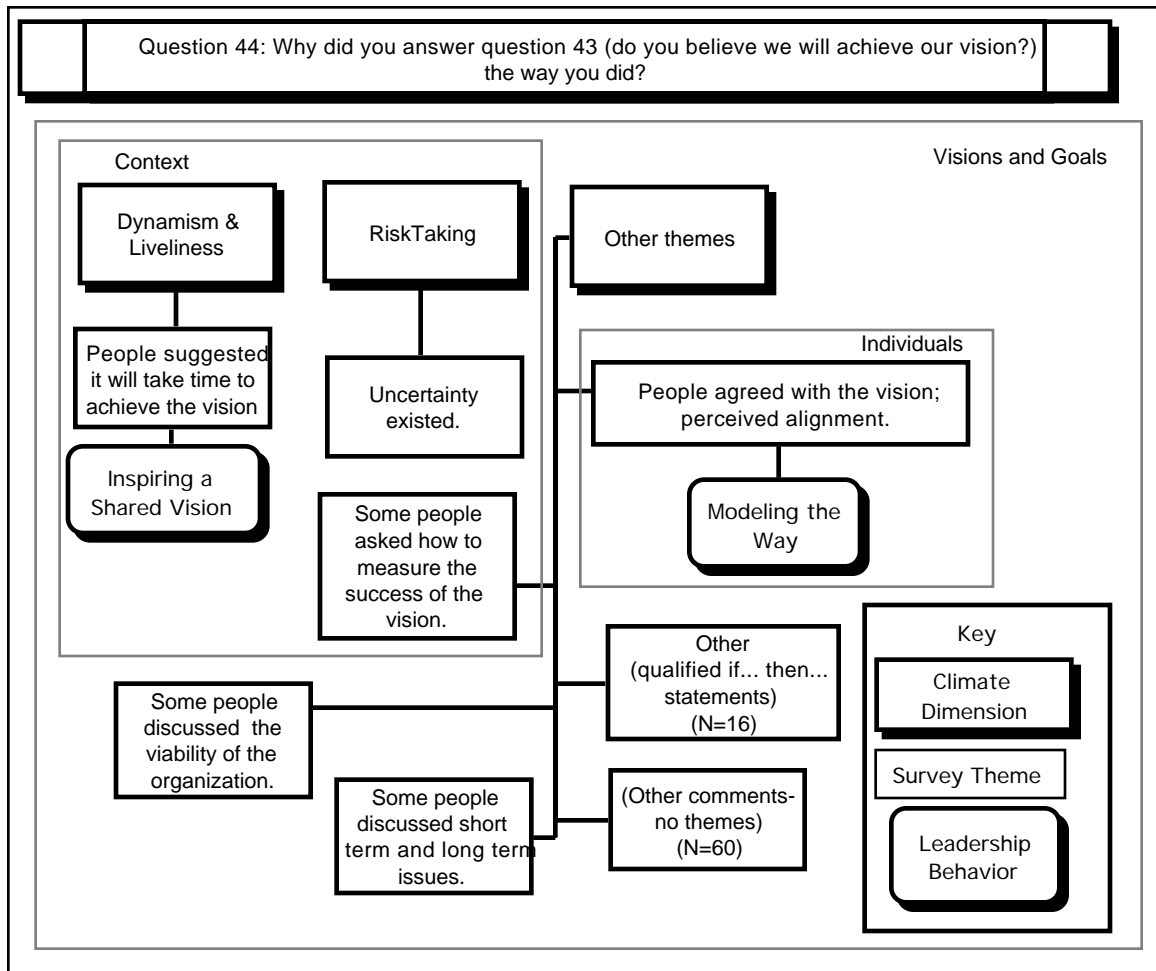 Question 44: Why did you answer question 43 (do you believe we will achieve our vision?)
the way you did?
Visions and Goals
Context
Dynamism &
Liveliness
RiskTaking
Other themes
People suggested
it will take time to
achieve the vision
Uncertainty
existed.
Inspiring a
Shared Vision
Individuals
People agreed with the vision;
perceived alignment.
Modeling the
Way
Some people
asked how to
measure the
success of the
vision.
Other
(qualified if... then...
statements)
(N=16)
Some people
discussed the
viability of the
organization.
Some people
discussed short
term and long term
issues.
(Other comments-
no themes)
(N=60)
Key
Climate
Dimension
Survey Theme
Leadership
Behavior